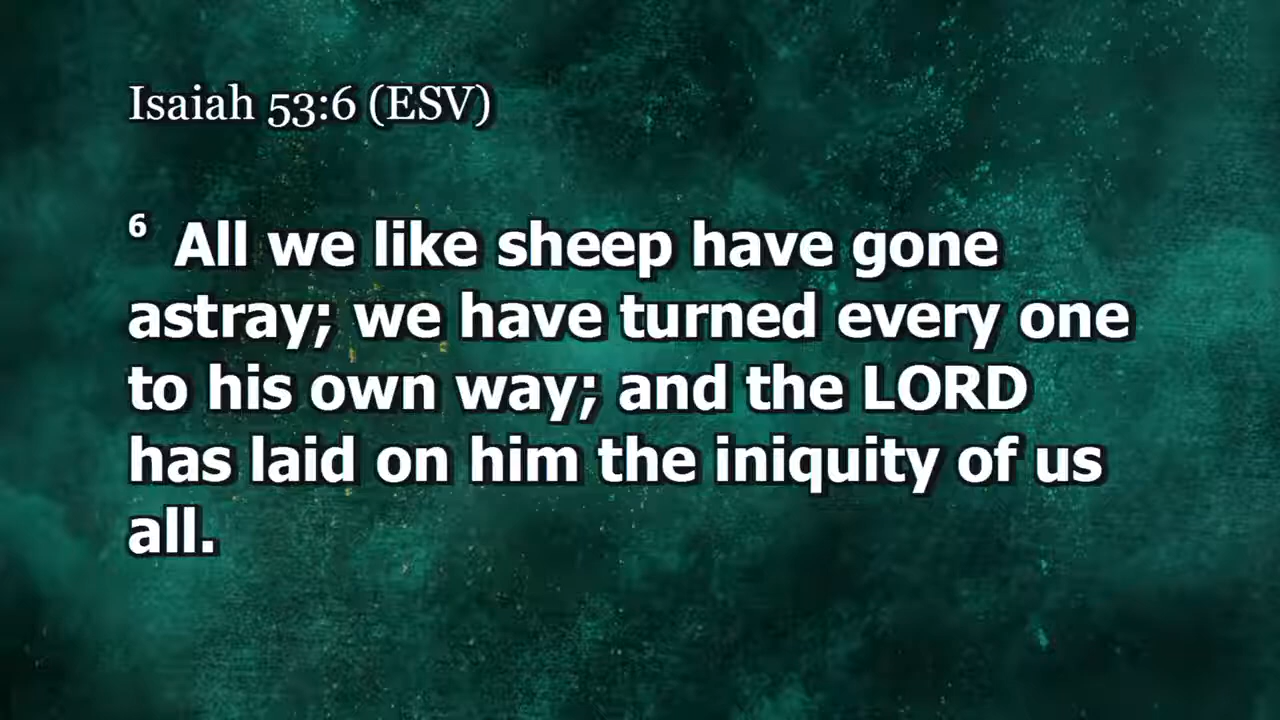 Isaiah 53:6 (ESV)
6 All we like sheep have gone
astray; we have turned every one
to his own way; and the LORD
has laid on him the iniquity of us
all.